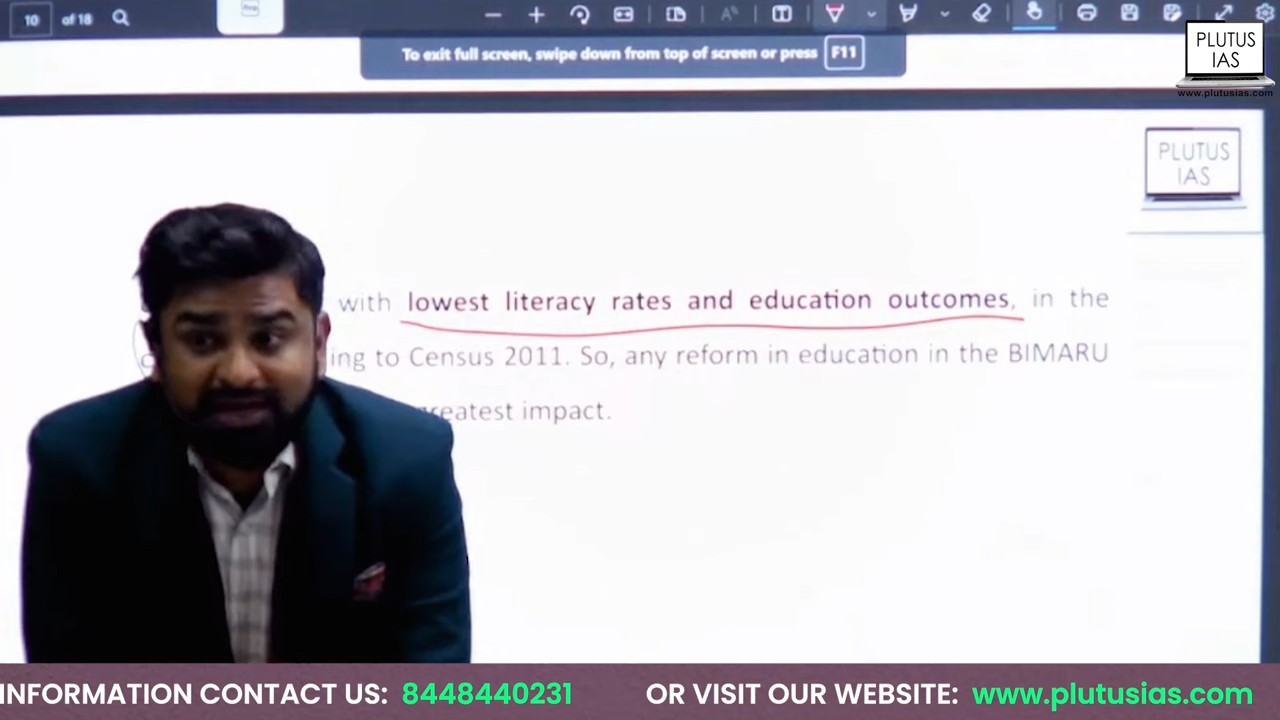 10 of 18
To exit full screen, swipe down from top of screen or press F11
PLUTUS
IAS
www.plutusias.com
PLUTUS
IAS
with lowest literacy rates and education outcomes, in the
ing to Census 2011. So, any reform in education in the BIMARU
greatest impact.
INFORMATION CONTACT US: 8448440231 OR VISIT OUR WEBSITE: www.plutusias.com